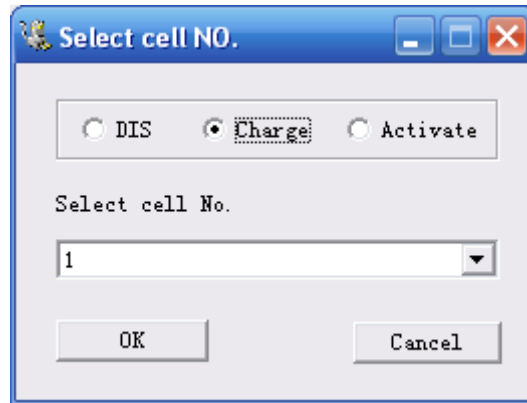 Select cell NO.
DIS Charge Activate
Select cell No.
1
OK Cancel